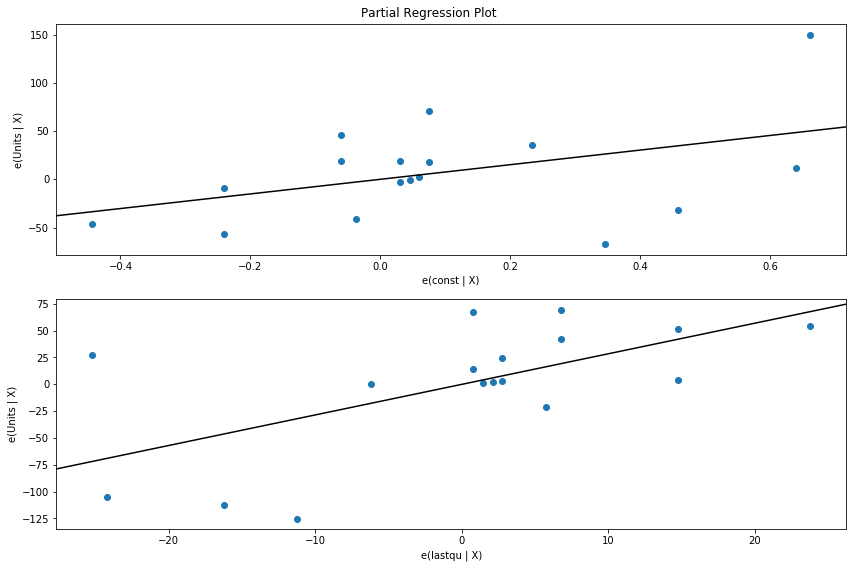 Partial Regression Plot
150
100
50
0
−50
e(Units | X)
−0.4 −0.2 0.0 0.2 0.4 0.6
e(const | X)
75
50
25
0
−25
−50
−75
−100
−125
e(Units | X)
−20 −10 0 10 20
e(lastqu | X)